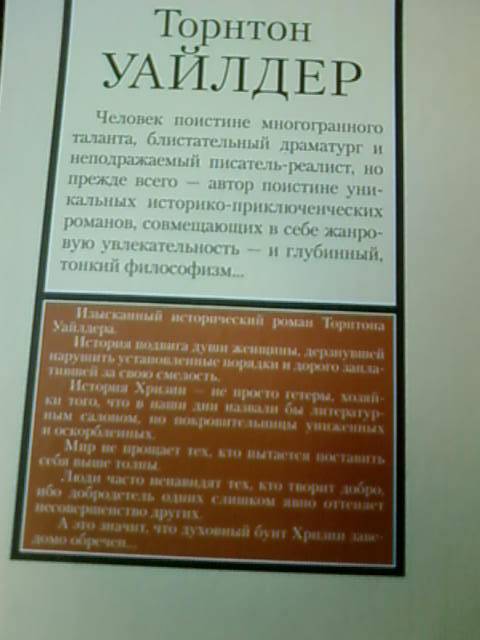 Торнтон
УАЙЛДЕР
Человек поистине многогранного
таланта, блистательный драматург и
неподражаемый писатель-реалист, но
прежде всего — автор поистине уни-
кальных историко-приключенческих
романов, совмещающих в себе жанро-
вую увлекательность — и глубинный,
тонкий философизм...
Изысканный исторический роман Торнтона
Уайлдера.
История подвига души женщины, дерзнувшей
нарушить установленные порядки и дорого запла-
тившей за свою смелость.
История Хризии — не просто гетеры, хозяй-
ки того, что в наши дни назвали бы литератур-
ным салоном, но покровительницы униженных
и оскорбленных.
Мир не прощает тех, кто пытается поставить
себя выше толпы.
Люди часто ненавидят тех, кто творит добро,
ибо добродетель одних слишком явно оттеняет
несовершенство других.
А это значит, что духовный бунт Хризии заве-
домо обречен...